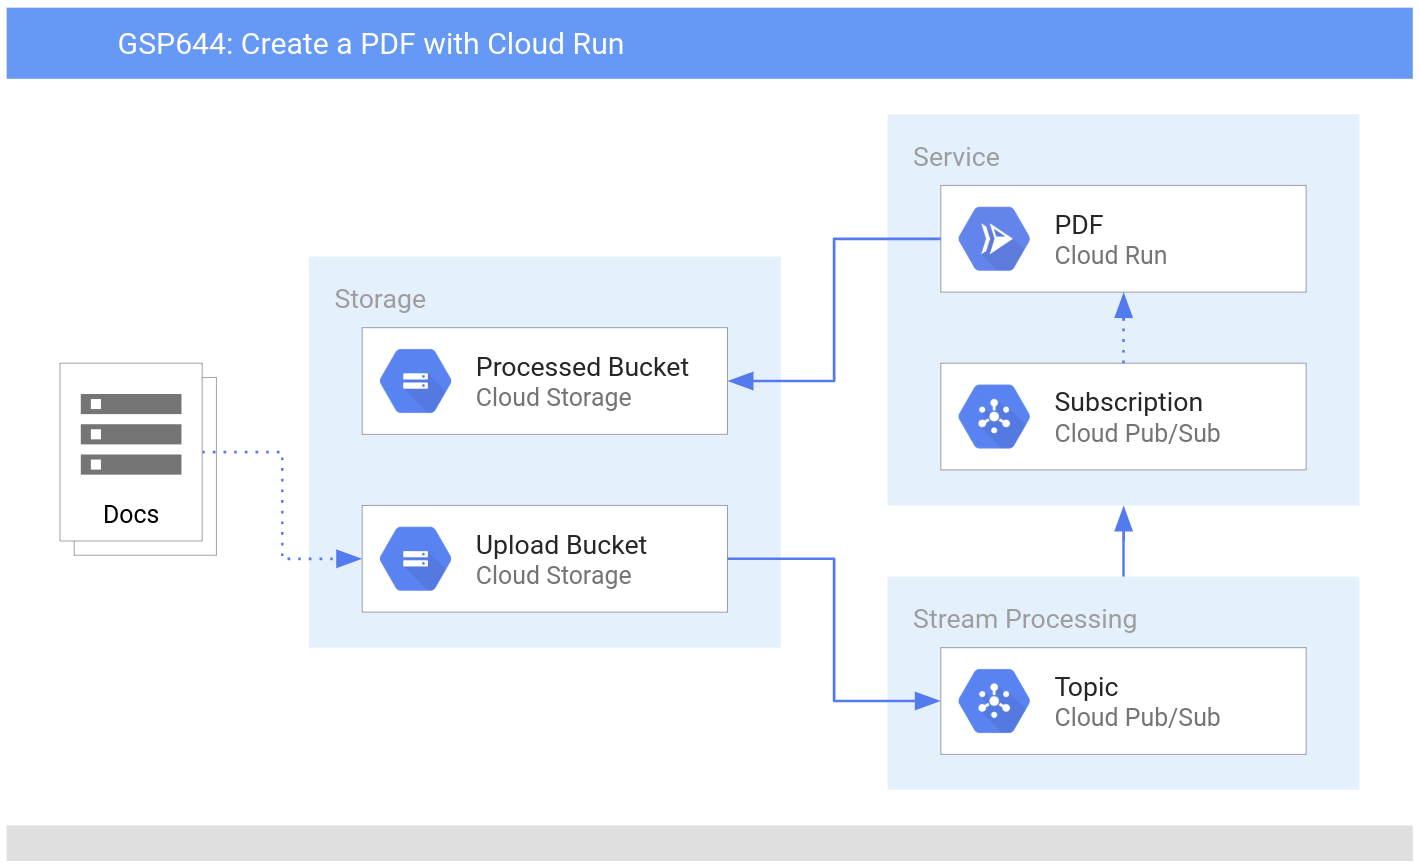 GSP644: Create a PDF with Cloud Run
Service
PDF
Cloud Run
Storage
Processed Bucket
Cloud Storage
Subscription
Cloud Pub/Sub
Docs
Upload Bucket
Cloud Storage
Stream Processing
Topic
Cloud Pub/Sub